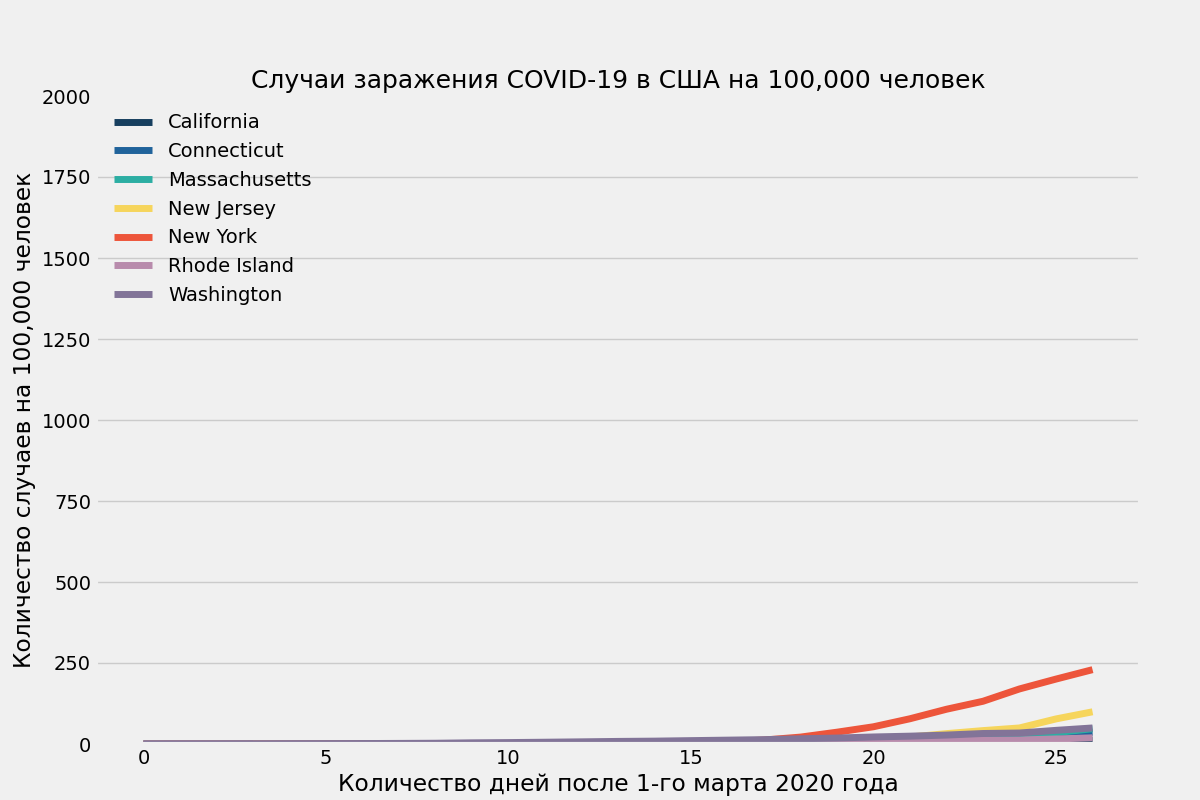 Случаи заражения COVID-19 в США на 100,000 человек
2000
1750
1500
1250
1000
750
500
250
0
Количество случаев на 100,000 человек
California
Connecticut
Massachusetts
New Jersey
New York
Rhode Island
Washington
0 5 10 15 20 25
Количество дней после 1-го марта 2020 года